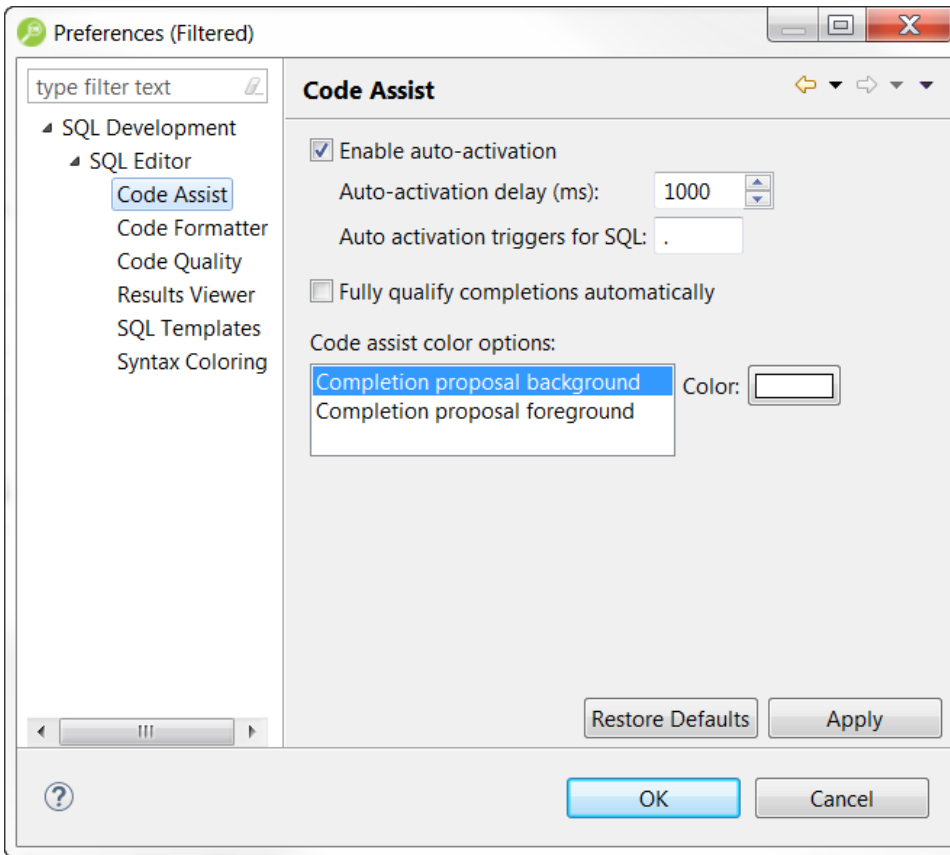 Preferences (Filtered)
type filter text
SQL Development
SQL Editor
Code Assist
Code Formatter
Code Quality
Results Viewer
SQL Templates
Syntax Coloring
Code Assist
Enable auto-activation
Auto-activation delay (ms): 1000
Auto activation triggers for SQL: .
Fully qualify completions automatically
Code assist color options:
Completion proposal background
Completion proposal foreground
Color:
Restore Defaults
Apply
OK
Cancel